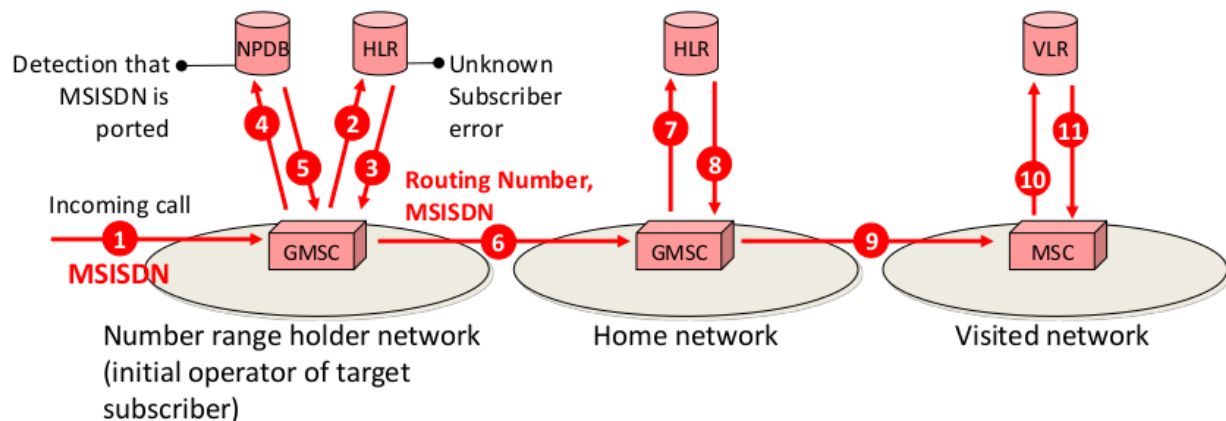 NPDB
HLR
HLR
VLR
Detection that
MSISDN is
ported
Unknown
Subscriber
error
4
2
7
11
5
3
8
10
Routing Number,
MSISDN
Incoming call
1
6
9
MSISDN
GMSC
GMSC
MSC
Number range holder network
(initial operator of target
subscriber)
Home network
Visited network